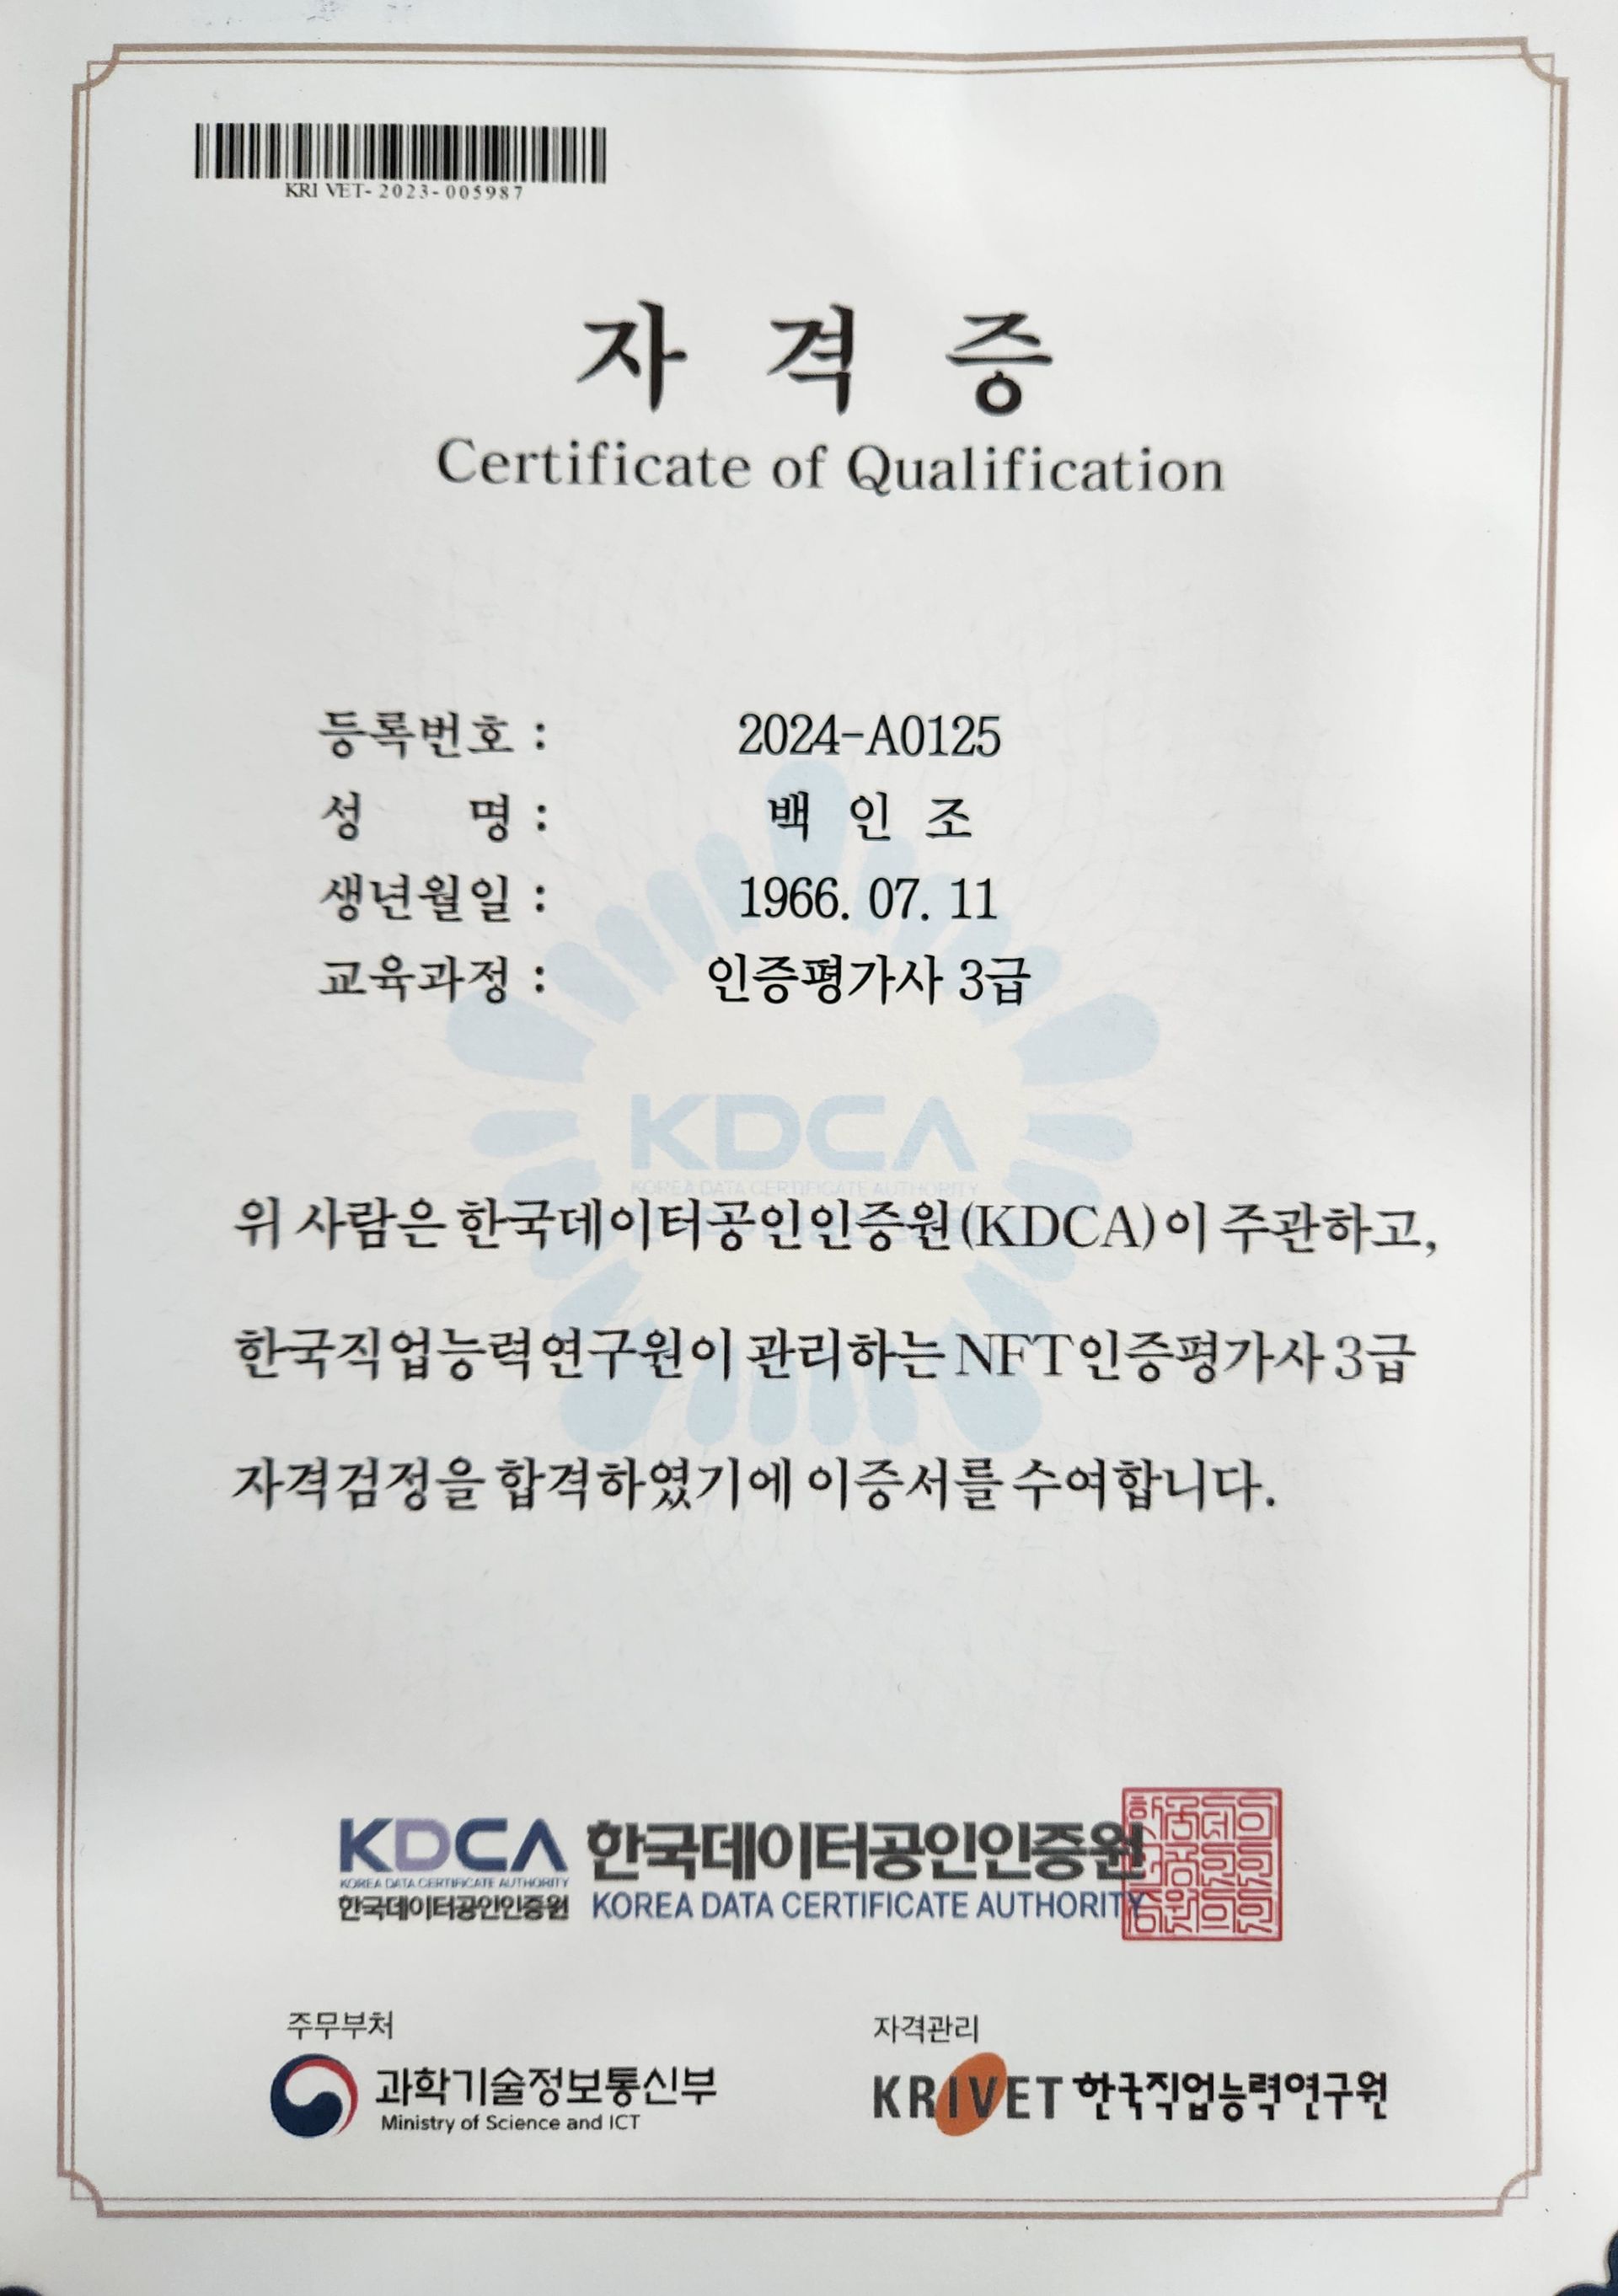 KRIVET-2023-005987
자 격 증
Certificate of Qualification
등록번호 : 2024-A0125
성 명 : 백 인 조
생년월일 : 1966. 07. 11
교육과정 : 인증평가사 3급
KDCA
KOREA DATA CERTIFICATE AUTHORITY
위 사람은 한국데이터공인인증원(KDCA)이 주관하고,
한국직업능력연구원이 관리하는 NFT인증평가사 3급
자격검정을 합격하였기에 이증서를 수여합니다.
KDCA 한국데이터공인인증원
KOREA DATA CERTIFICATE AUTHORITY
한국데이터공인인증원 KOREA DATA CERTIFICATE AUTHORITY
주무부처 자격관리
과학기술정보통신부 KRIVET 한국직업능력연구원
Ministry of Science and ICT